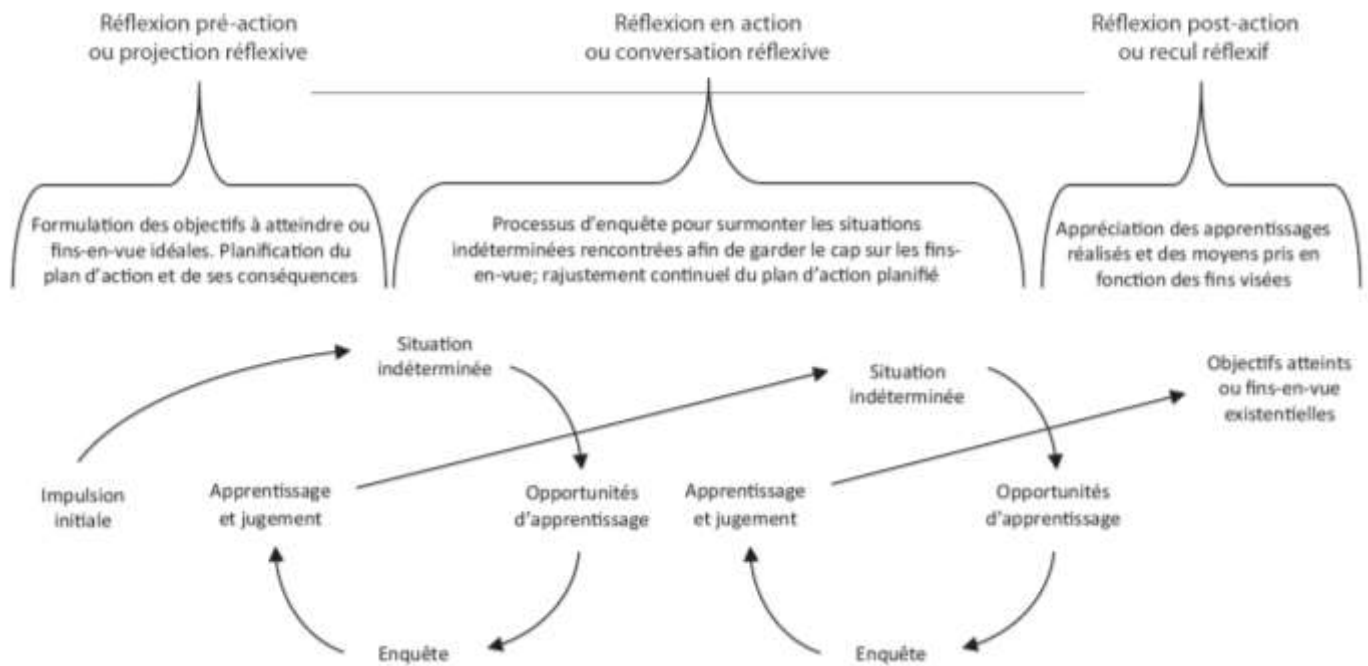 Réflexion pré-action
ou projection réflexive
Réflexion en action
ou conversation réflexive
Réflexion post-action
ou recul réflexif
Formulation des objectifs à atteindre ou
fins-en-vue idéales. Planification du
plan d'action et de ses conséquences
Processus d'enquête pour surmonter les situations
indéterminées rencontrées afin de garder le cap sur les fins-
en-vue; rajustement continuel du plan d'action planifié
Appréciation des apprentissages
réalisés et des moyens pris en
fonction des fins visées
Situation
indéterminée
Situation
indéterminée
Objectifs atteints
ou fins-en-vue
existentielles
Impulsion
initiale
Apprentissage
et jugement
Opportunités
d'apprentissage
Apprentissage
et jugement
Opportunités
d'apprentissage
Enquête
Enquête